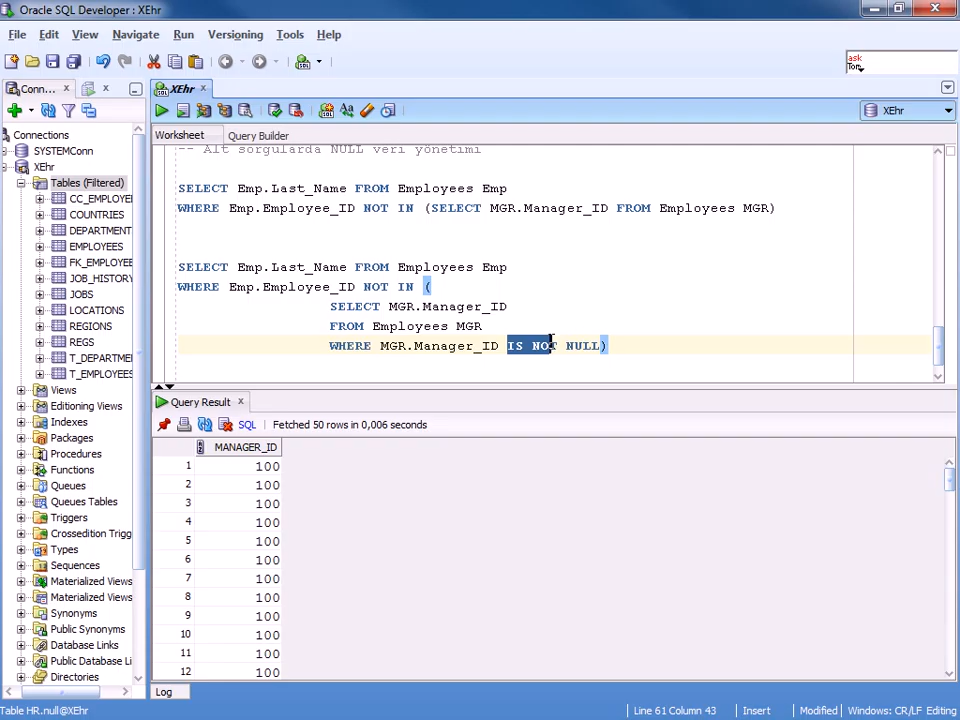 Oracle SQL Developer : XEhr
File Edit View Navigate Run Versioning Tools Help
ask
Tom
Conn...
XEhr
XEhr
Worksheet Query Builder
Connections
SYSTEMConn
XEhr
Tables (Filtered)
CC_EMPLOYE
COUNTRIES
DEPARTMENT
EMPLOYEES
FK_EMPLOYEE
JOB_HISTORY
JOBS
LOCATIONS
REGIONS
REGS
T_DEPARTME
T_EMPLOYEES
Views
Editioning Views
Indexes
Packages
Procedures
Functions
Queues
Queues Tables
Triggers
Crossedition Trigg
Types
Sequences
Materialized Views
Materialized Views
Synonyms
Public Synonyms
Database Links
Public Database Li
Directories
-- Alt sorgularda NULL veri yönetimi
SELECT Emp.Last_Name FROM Employees Emp
WHERE Emp.Employee_ID NOT IN (SELECT MGR.Manager_ID FROM Employees MGR)
SELECT Emp.Last_Name FROM Employees Emp
WHERE Emp.Employee_ID NOT IN (
SELECT MGR.Manager_ID
FROM Employees MGR
WHERE MGR.Manager_ID IS NOT NULL)
Query Result
SQL Fetched 50 rows in 0,006 seconds
MANAGER_ID
1 100
2 100
3 100
4 100
5 100
6 100
7 100
8 100
9 100
10 100
11 100
12 100
Log
Table HR.null@XEhr Line 61 Column 43 Insert Modified Windows: CR/LF Editing